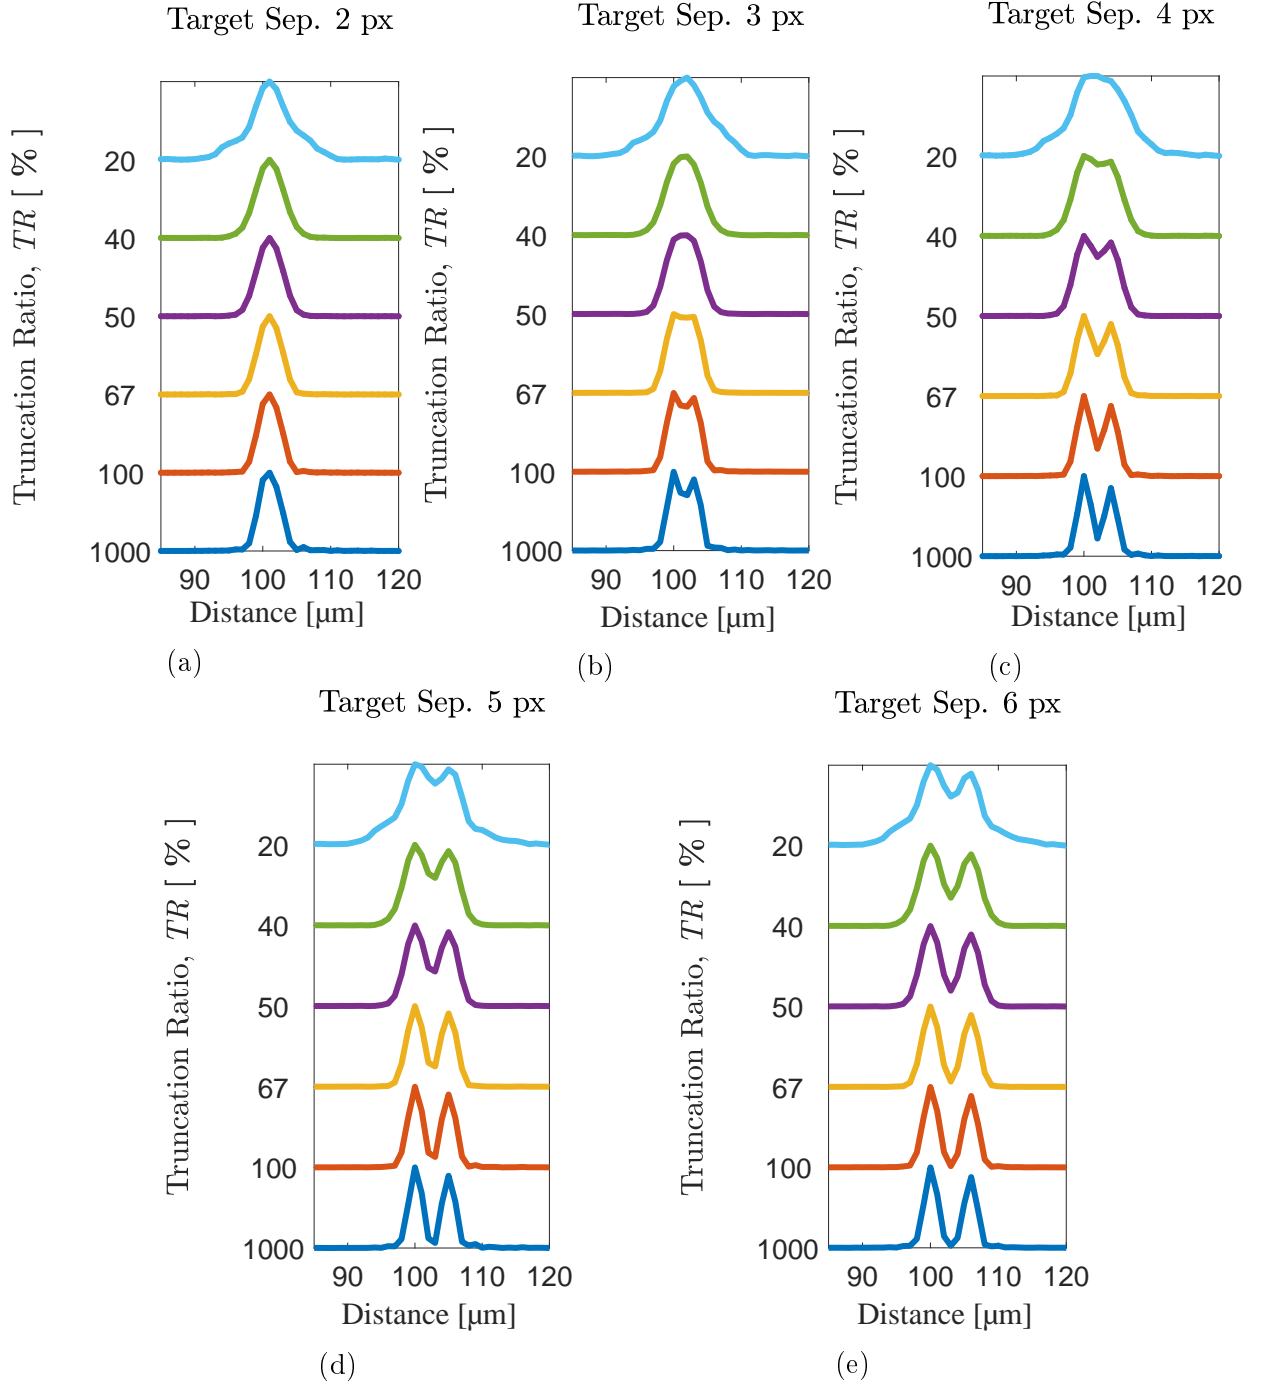 Target Sep. 2 px
Truncation Ratio, TR [ % ]
20
40
50
67
100
1000
90 100 110 120
Distance [µm]
(a)
Target Sep. 3 px
Truncation Ratio, TR [ % ]
20
40
50
67
100
1000
90 100 110 120
Distance [µm]
(b)
Target Sep. 4 px
Truncation Ratio, TR [ % ]
20
40
50
67
100
1000
90 100 110 120
Distance [µm]
(c)
Target Sep. 5 px
Truncation Ratio, TR [ % ]
20
40
50
67
100
1000
90 100 110 120
Distance [µm]
(d)
Target Sep. 6 px
Truncation Ratio, TR [ % ]
20
40
50
67
100
1000
90 100 110 120
Distance [µm]
(e)